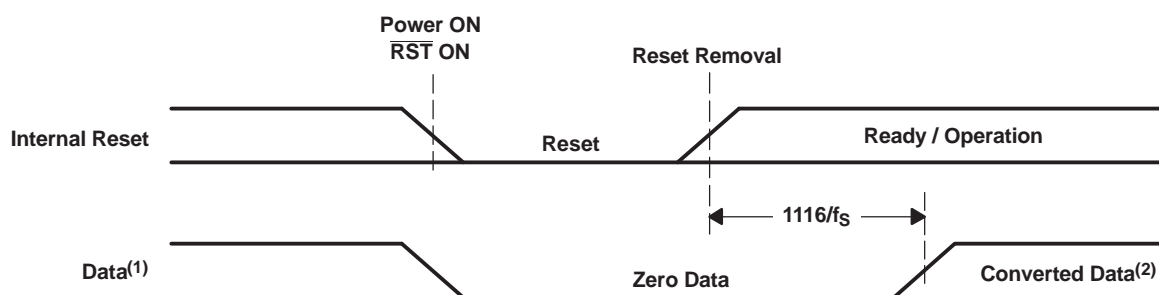 Power ON
RST ON
Reset Removal
Internal Reset
Reset
Ready / Operation
1116/fS
Data(1)
Zero Data
Converted Data(2)